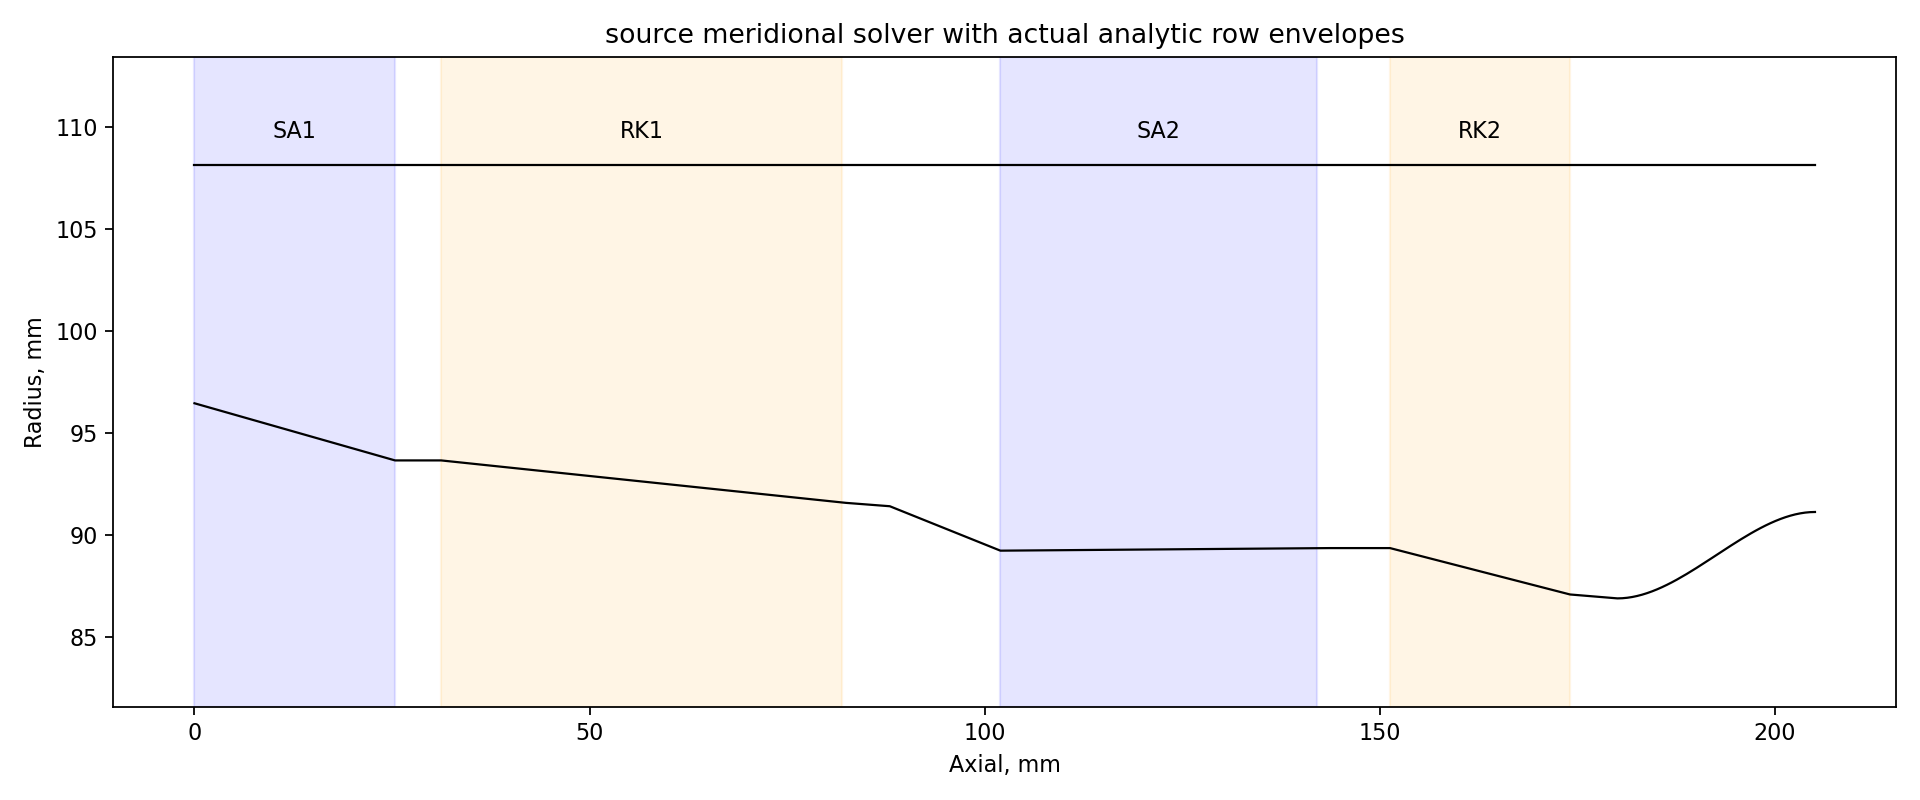 source meridional solver with actual analytic row envelopes
SA1
RK1
SA2
RK2
110
105
100
95
90
85
Radius, mm
0
50
100
150
200
Axial, mm